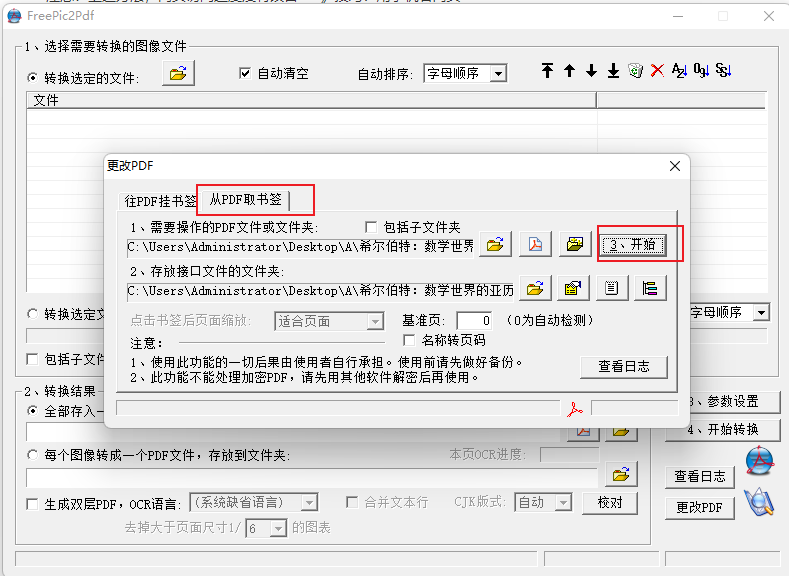 FreePic2Pdf
1、选择需要转换的图像文件
转换选定的文件:
自动清空
自动排序:
字母顺序
文件
更改PDF
往PDF挂书签
从PDF取书签
1、需要操作的PDF文件或文件夹:
包括子文件夹
C:\Users\Administrator\Desktop\A\希尔伯特: 数学世界
3、开始
2、存放接口文件的文件夹:
C:\Users\Administrator\Desktop\A\希尔伯特: 数学世界的亚历
点击书签后页面缩放:
适合页面
基准页:
0
(0为自动检测)
注意:
名称转页码
1、使用此功能的一切后果由使用者自行承担。使用前请先做好备份。
2、此功能不能处理加密PDF，请先用其他软件解密后再使用。
查看日志
转换选定文
字母顺序
包括子文件
2、转换结果
全部存入一
3、参数设置
4、开始转换
每个图像转成一个PDF文件，存放到文件夹:
本页OCR进度:
查看日志
生成双层PDF，OCR语言:
(系统缺省语言)
合并文本行
CJK版式:
自动
校对
更改PDF
去掉大于页面尺寸1/
6
的图表